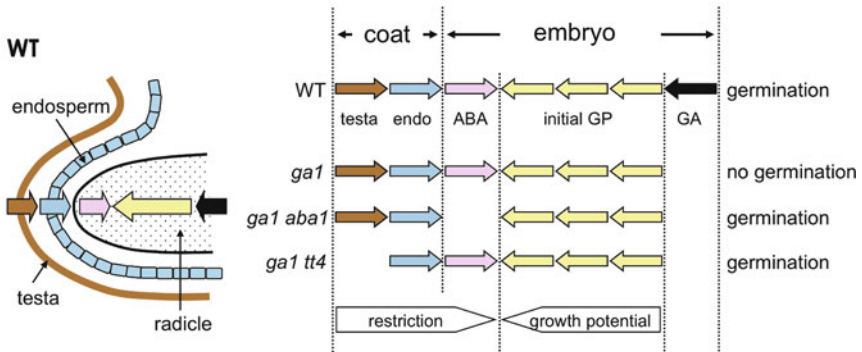 WT
endosperm
testa
radicle
coat embryo
WT germination
testa endo ABA initial GP GA
ga1 no germination
ga1 aba1 germination
ga1 tt4 germination
restriction growth potential